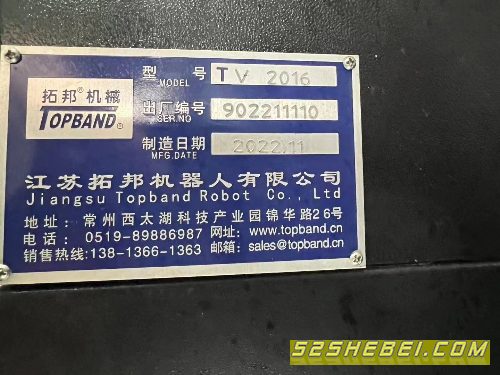 拓邦®机械
TOPBAND®
型 号 TV 2016
MODEL
出厂编号 902211110
SER.NO
制造日期 2022.11
MFG.DATE
江苏拓邦机器人有限公司
Jiangsu Topband Robot Co., Ltd
地址：常州西太湖科技产业园锦华路26号
电话：0519-89886987 网址：www.topband.cn
销售热线:138-1366-1363 邮箱：sales@topband.cn
52SHEBEI.COM